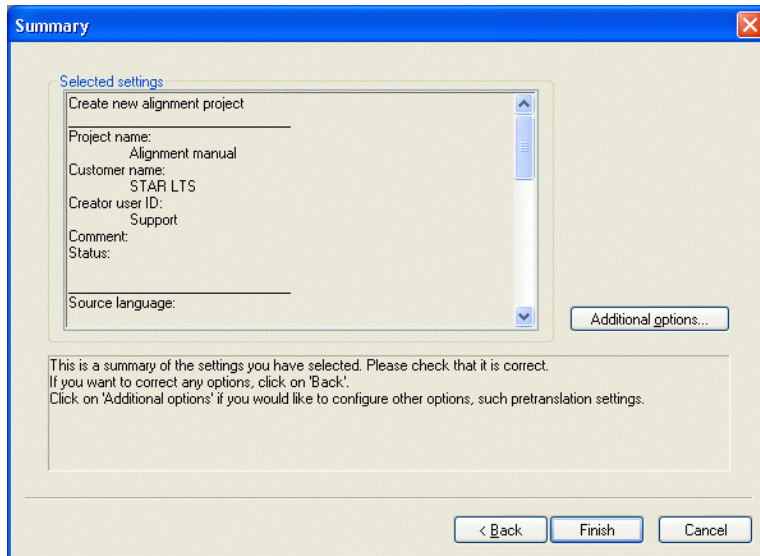 Summary
Selected settings
Create new alignment project
Project name:
Alignment manual
Customer name:
STAR LTS
Creator user ID:
Support
Comment:
Status:
Source language:
Additional options...
This is a summary of the settings you have selected. Please check that it is correct.
If you want to correct any options, click on 'Back'.
Click on 'Additional options' if you would like to configure other options, such pretranslation settings.
< Back
Finish
Cancel